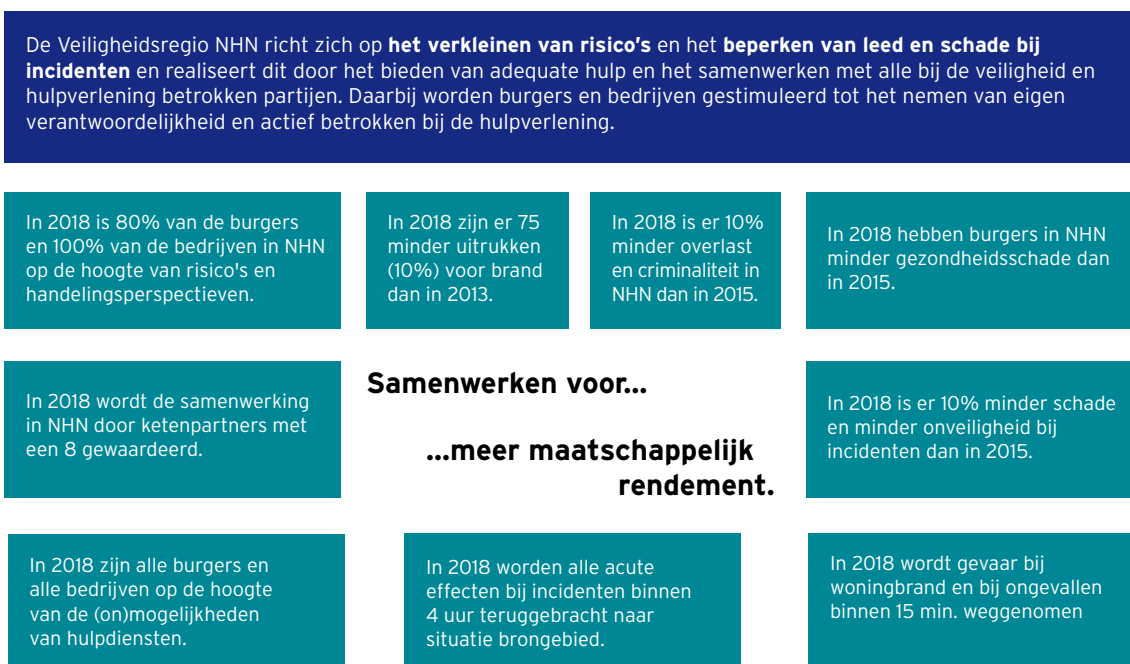 De Veiligheidsregio NHN richt zich op het verkleinen van risico's en het beperken van leed en schade bij
incidenten en realiseert dit door het bieden van adequate hulp en het samenwerken met alle bij de veiligheid en
hulpverlening betrokken partijen. Daarbij worden burgers en bedrijven gestimuleerd tot het nemen van eigen
verantwoordelijkheid en actief betrokken bij de hulpverlening.
In 2018 is 80% van de burgers
en 100% van de bedrijven in NHN
op de hoogte van risico's en
handelingsperspectieven.
In 2018 zijn er 75
minder uitrukken
(10%) voor brand
dan in 2013.
In 2018 is er 10%
minder overlast
en criminaliteit in
NHN dan in 2015.
In 2018 hebben burgers in NHN
minder gezondheidsschade dan
in 2015.
In 2018 wordt de samenwerking
in NHN door ketenpartners met
een 8 gewaardeerd.
Samenwerken voor...
...meer maatschappelijk
rendement.
In 2018 is er 10% minder schade
en minder onveiligheid bij
incidenten dan in 2015.
In 2018 zijn alle burgers en
alle bedrijven op de hoogte
van de (on)mogelijkheden
van hulpdiensten.
In 2018 worden alle acute
effecten bij incidenten binnen
4 uur teruggebracht naar
situatie brongebied.
In 2018 wordt gevaar bij
woningbrand en bij ongevallen
binnen 15 min. weggenomen